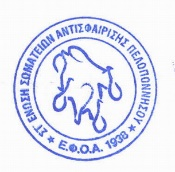 ΣΤ ΕΝΩΣΗ ΣΩΜΑΤΕΙΩΝ ΑΝΤΙΣΦΑΙΡΙΣΗΣ ΠΕΛΟΠΟΝΝΗΣΟΥ
★ Ε.Φ.Ο.Α. 1938 ★